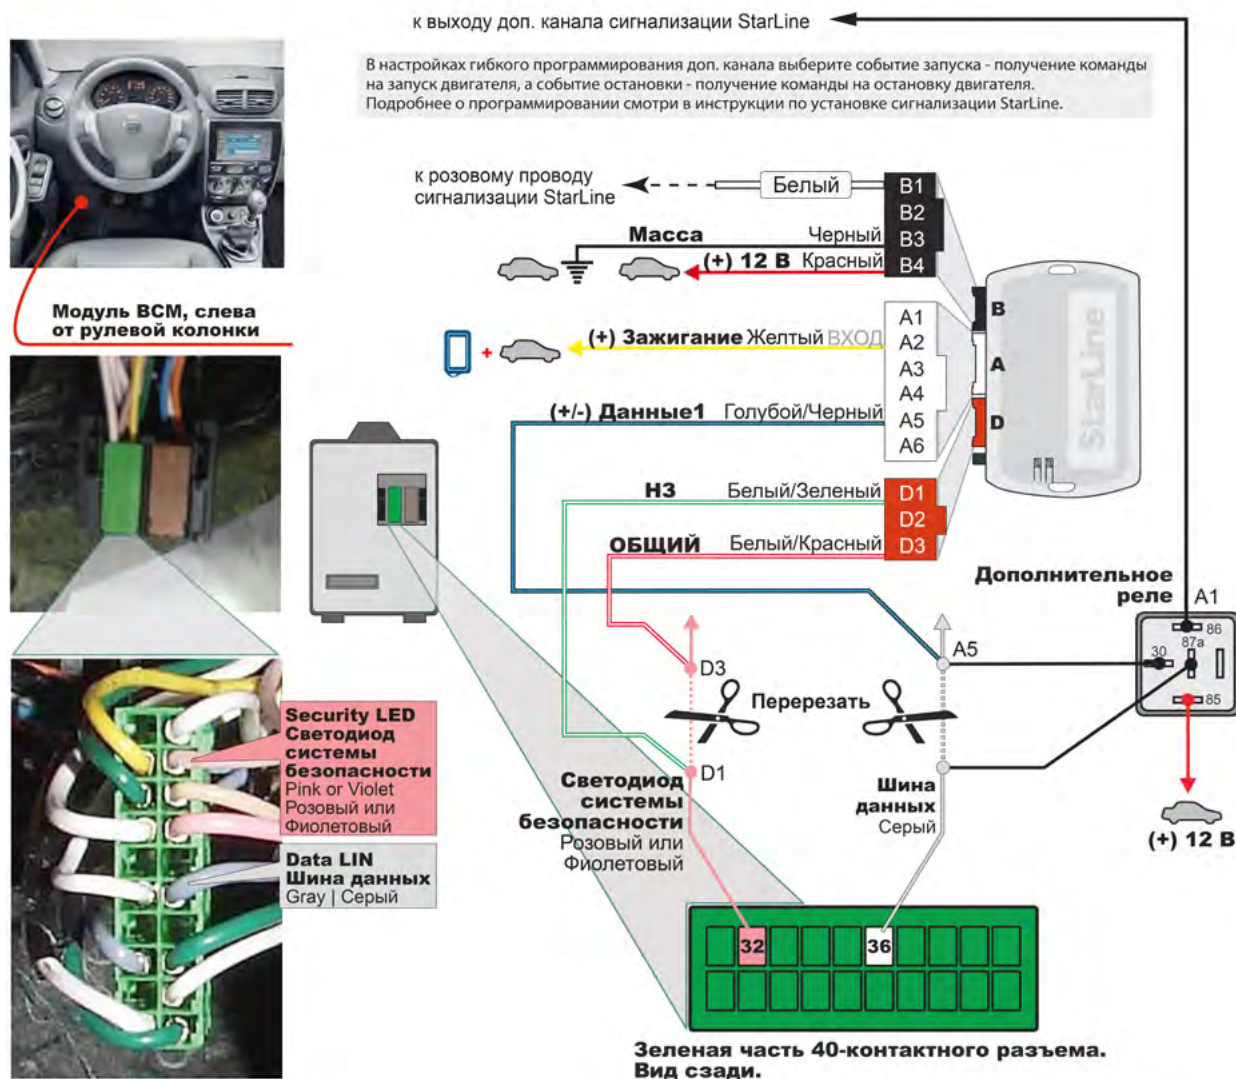 к выходу доп. канала сигнализации StarLine
В настройках гибкого программирования доп. канала выберите событие запуска - получение команды
на запуск двигателя, а событие остановки - получение команды на остановку двигателя.
Подробнее о программировании смотри в инструкции по установке сигнализации StarLine.
к розовому проводу
сигнализации StarLine
Белый
B1
B2
Масса
Черный
B3
(+) 12 В
Красный
B4
Модуль BCM, слева
от рулевой колонки
A1
(+) Зажигание Желтый ВХОД
A2
+
A3
A4
(+/-) Данные1
Голубой/Черный
A5
A6
B
A
D
StarLine
НЗ
Белый/Зеленый
D1
D2
ОБЩИЙ
Белый/Красный
D3
Дополнительное
реле
A1
86
87a
30
85
(+) 12 В
D3
A5
Перерезать
D1
Светодиод
системы
безопасности
Розовый или
Фиолетовый
Шина
данных
Серый
Security LED
Светодиод
системы
безопасности
Pink or Violet
Розовый или
Фиолетовый
Data LIN
Шина данных
Gray | Серый
32
36
Зеленая часть 40-контактного разъема.
Вид сзади.